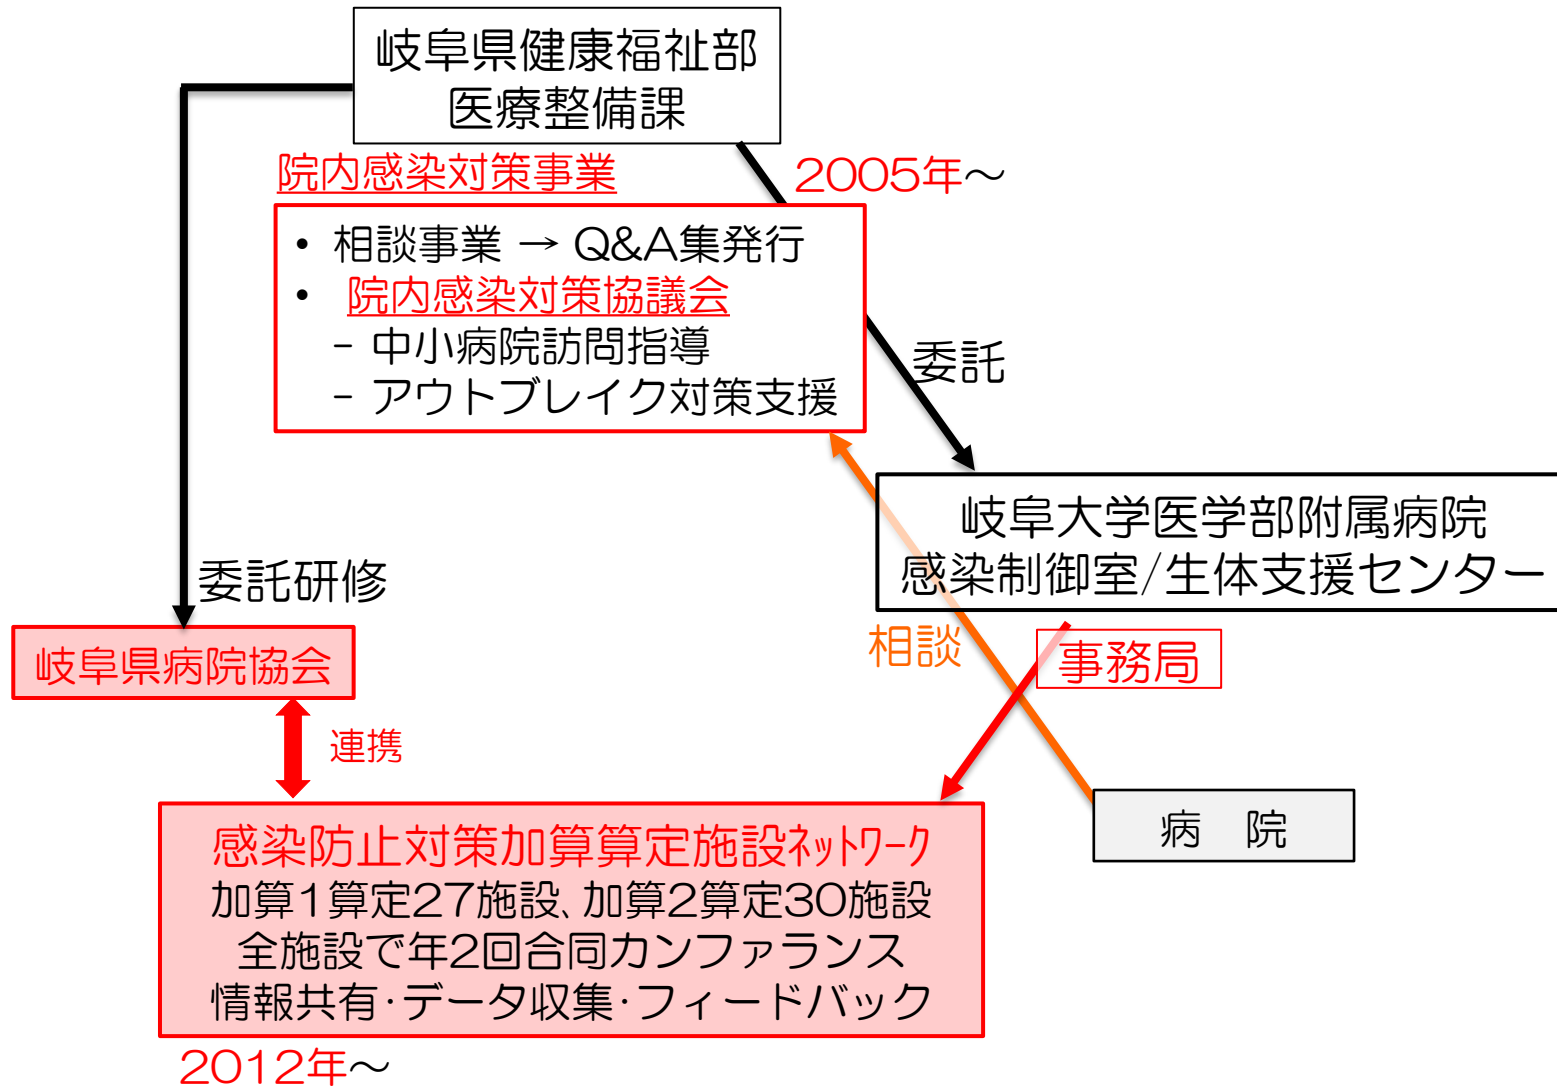 岐阜県健康福祉部
医療整備課
院内感染対策事業
2005年～
• 相談事業 → Q&A集発行
• 院内感染対策協議会
－ 中小病院訪問指導
－ アウトブレイク対策支援
委託
岐阜大学医学部附属病院
感染制御室/生体支援センター
委託研修
相談
事務局
岐阜県病院協会
連携
病　院
感染防止対策加算算定施設ﾈｯﾄﾜｰｸ
加算1算定27施設、加算2算定30施設
全施設で年2回合同カンファランス
情報共有･データ収集･フィードバック
2012年～